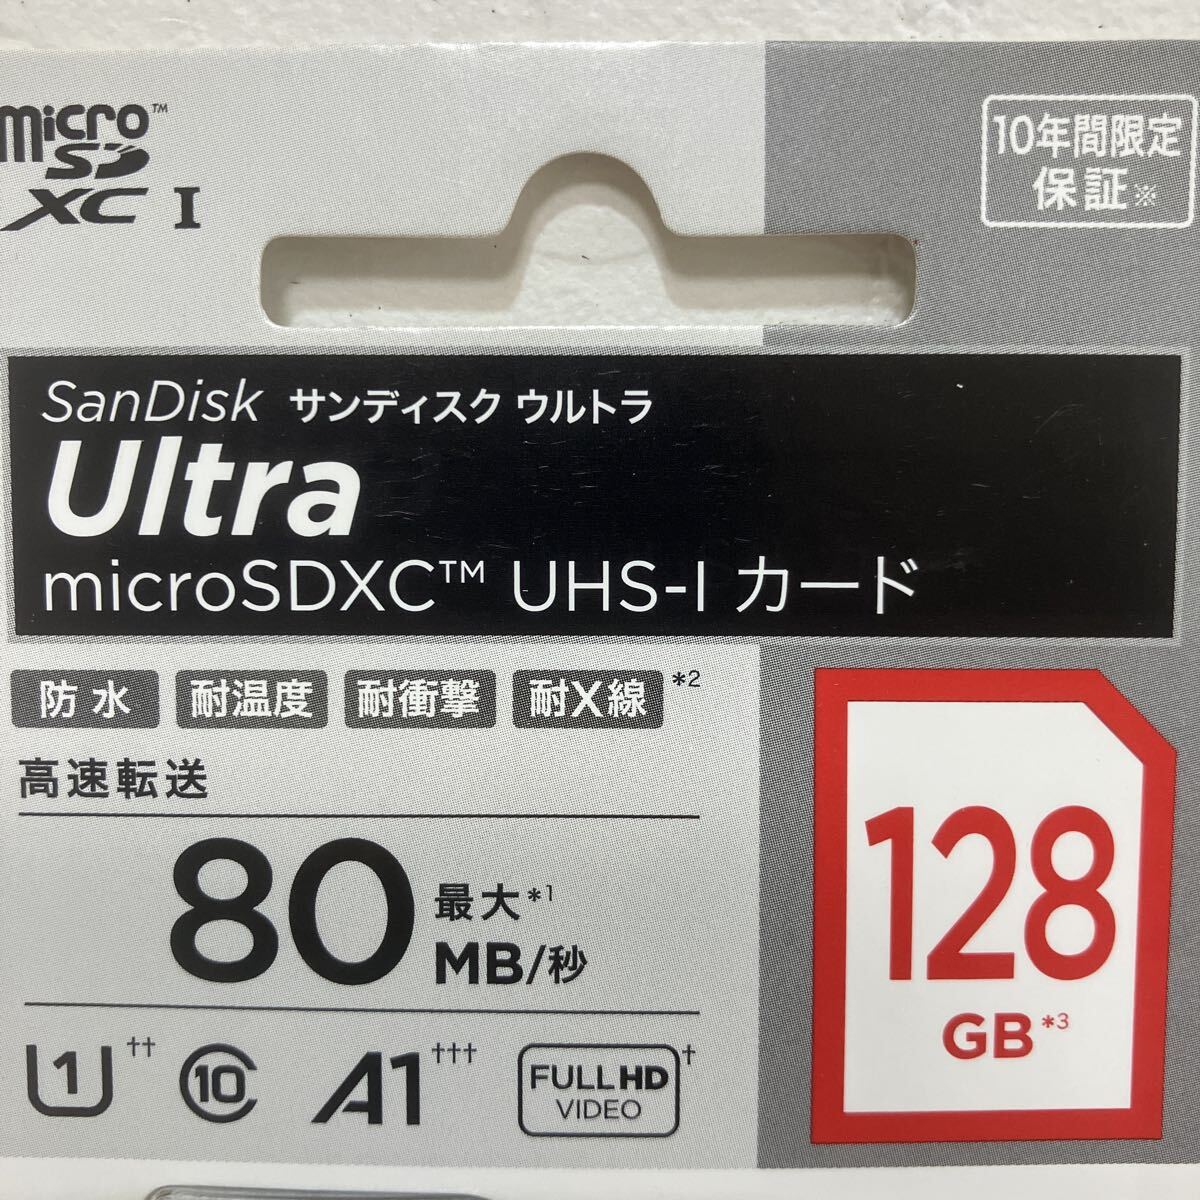 micro™
SD
XC I
10年間限定
保証※
SanDisk サンディスク ウルトラ
Ultra
microSDXC™ UHS-I カード
防水 耐温度 耐衝撃 耐X線 *2
高速転送
80 最大*1
MB/秒
128
GB*3
1†† 10 A1††† FULL HD†
VIDEO